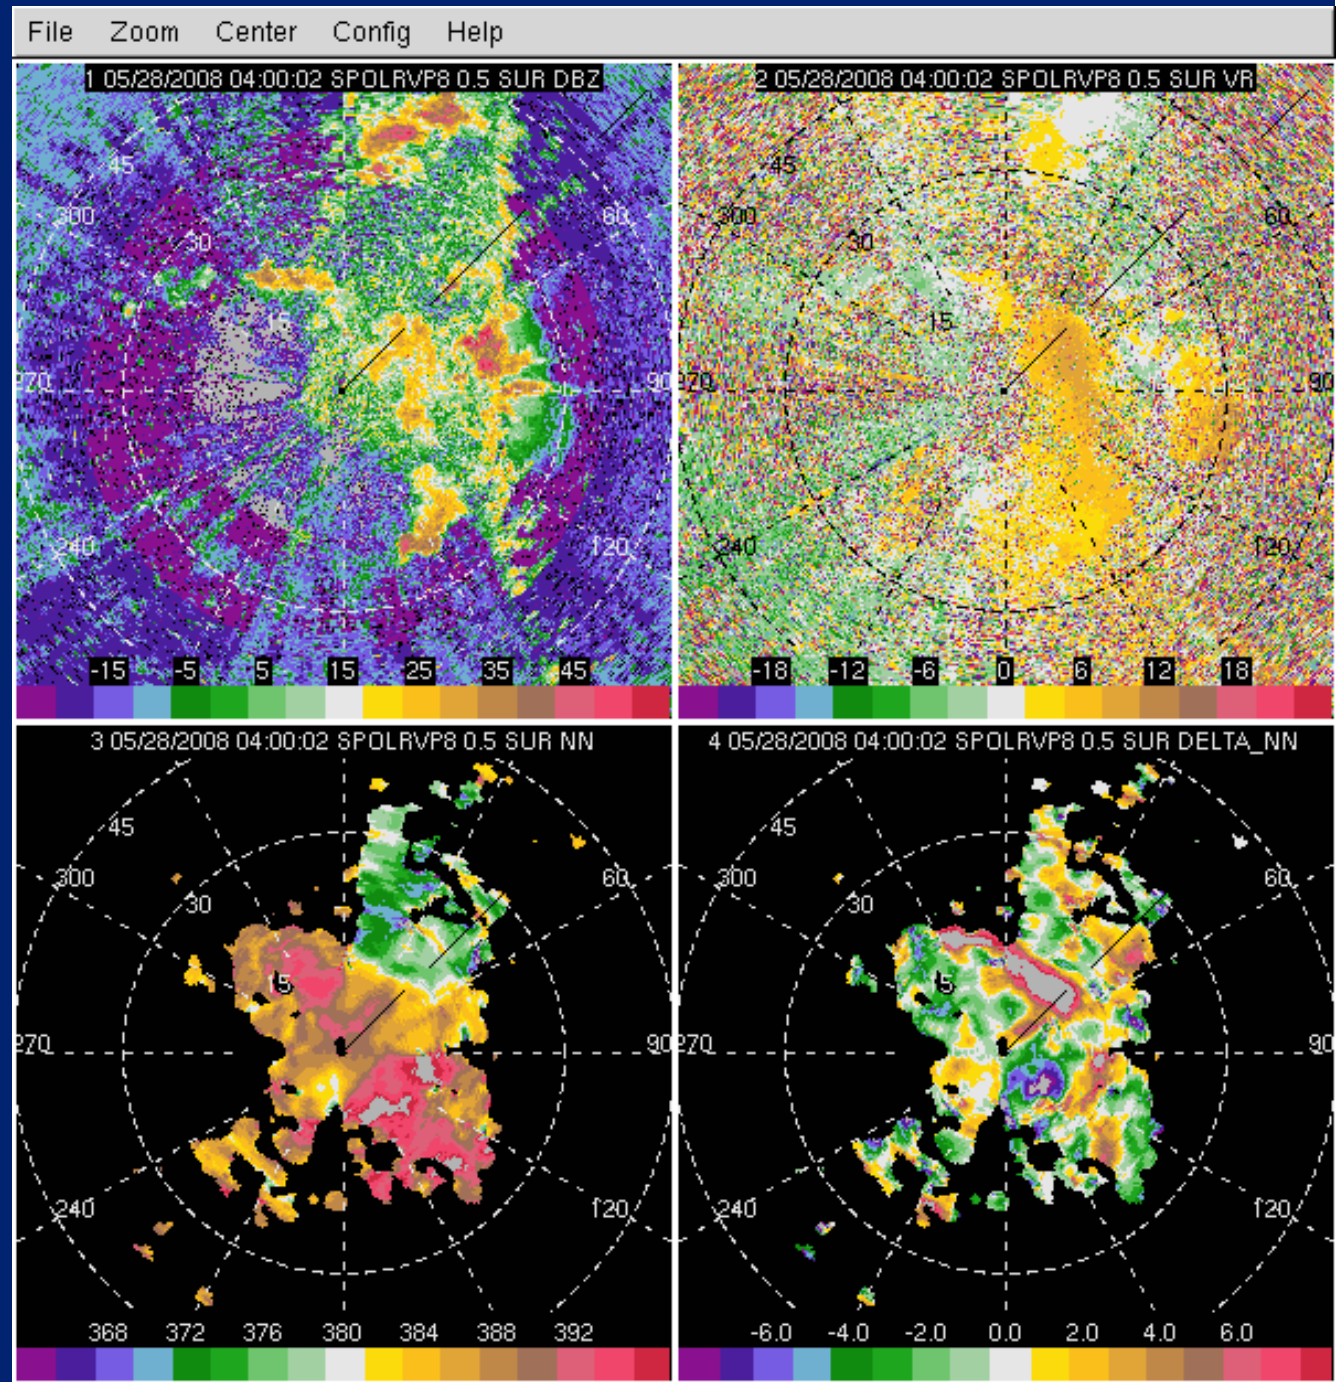 File Zoom Center Config Help
1 05/28/2008 04:00:02 SPOLRVP8 0.5 SUR DBZ
45
300 60
30
15
270 90
240 120
-15 -5 5 15 25 35 45
2 05/28/2008 04:00:02 SPOLRVP8 0.5 SUR VR
45
300 60
30
15
270 90
240 120
-18 -12 -6 0 6 12 18
3 05/28/2008 04:00:02 SPOLRVP8 0.5 SUR NN
45
300 60
30
15
270 90
240 120
368 372 376 380 384 388 392
4 05/28/2008 04:00:02 SPOLRVP8 0.5 SUR DELTA_NN
45
300 60
30
15
270 90
240 120
-6.0 -4.0 -2.0 0.0 2.0 4.0 6.0